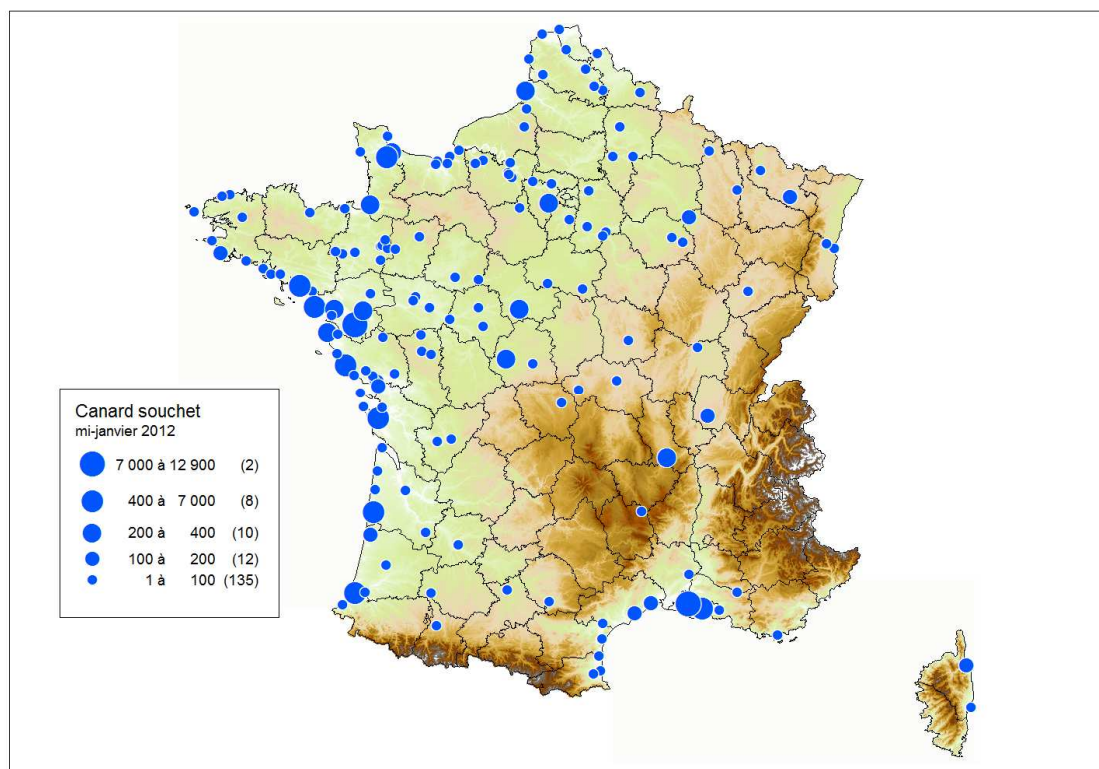 Canard souchet
mi-janvier 2012
7 000 à 12 900 (2)
400 à 7 000 (8)
200 à 400 (10)
100 à 200 (12)
1 à 100 (135)